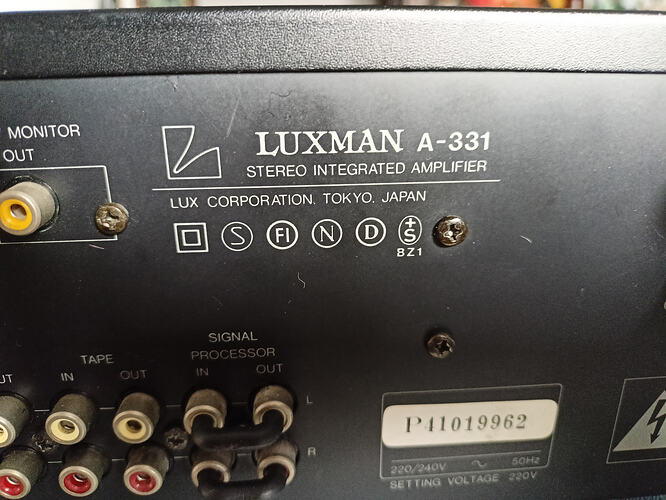 MONITOR
OUT
LUXMAN A-331
STEREO INTEGRATED AMPLIFIER
LUX CORPORATION. TOKYO. JAPAN
S FI N D +S
BZ1
SIGNAL
PROCESSOR
TAPE
IN OUT IN OUT
L
R
P41019962
220/240V ~ 50Hz
SETTING VOLTAGE 220V